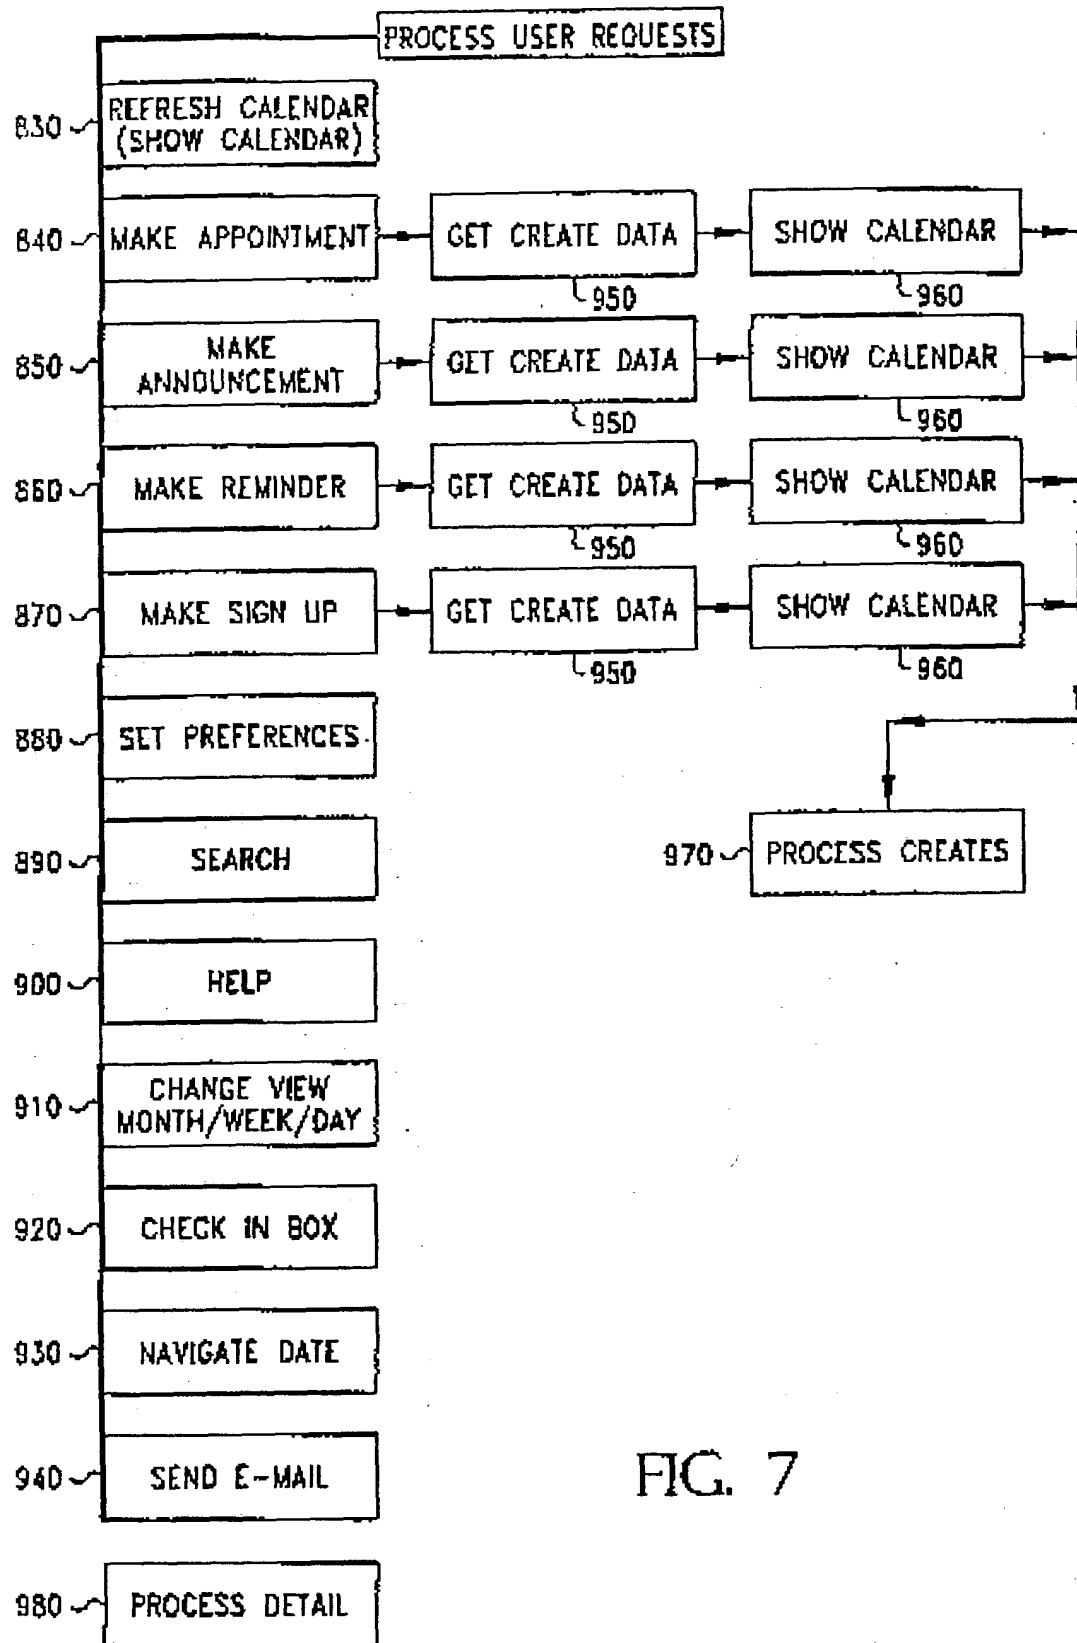 PROCESS USER REQUESTS
830
REFRESH CALENDAR
(SHOW CALENDAR)
840
MAKE APPOINTMENT
GET CREATE DATA
SHOW CALENDAR
950
960
850
MAKE
ANNOUNCEMENT
GET CREATE DATA
SHOW CALENDAR
950
960
860
MAKE REMINDER
GET CREATE DATA
SHOW CALENDAR
950
960
870
MAKE SIGN UP
GET CREATE DATA
SHOW CALENDAR
950
960
880
SET PREFERENCES
890
SEARCH
970
PROCESS CREATES
900
HELP
910
CHANGE VIEW
MONTH/WEEK/DAY
920
CHECK IN BOX
930
NAVIGATE DATE
940
SEND E-MAIL
FIG. 7
980
PROCESS DETAIL